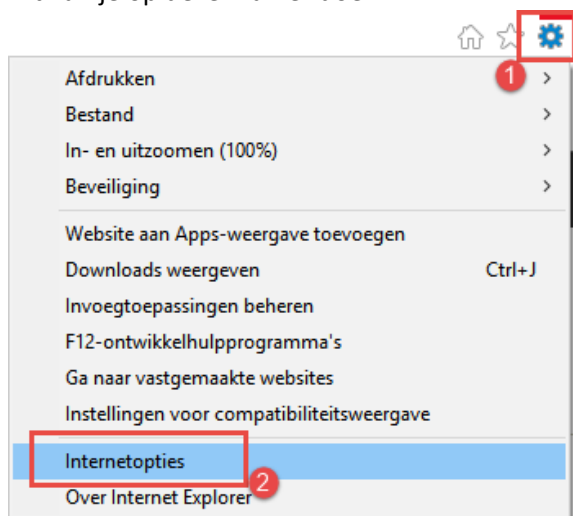 1
Afdrukken >
Bestand >
In- en uitzoomen (100%) >
Beveiliging >
Website aan Apps-weergave toevoegen
Downloads weergeven Ctrl+J
Invoegtoepassingen beheren
F12-ontwikkelhulpprogramma's
Ga naar vastgemaakte websites
Instellingen voor compatibiliteitsweergave
Internetopties
2
Over Internet Explorer